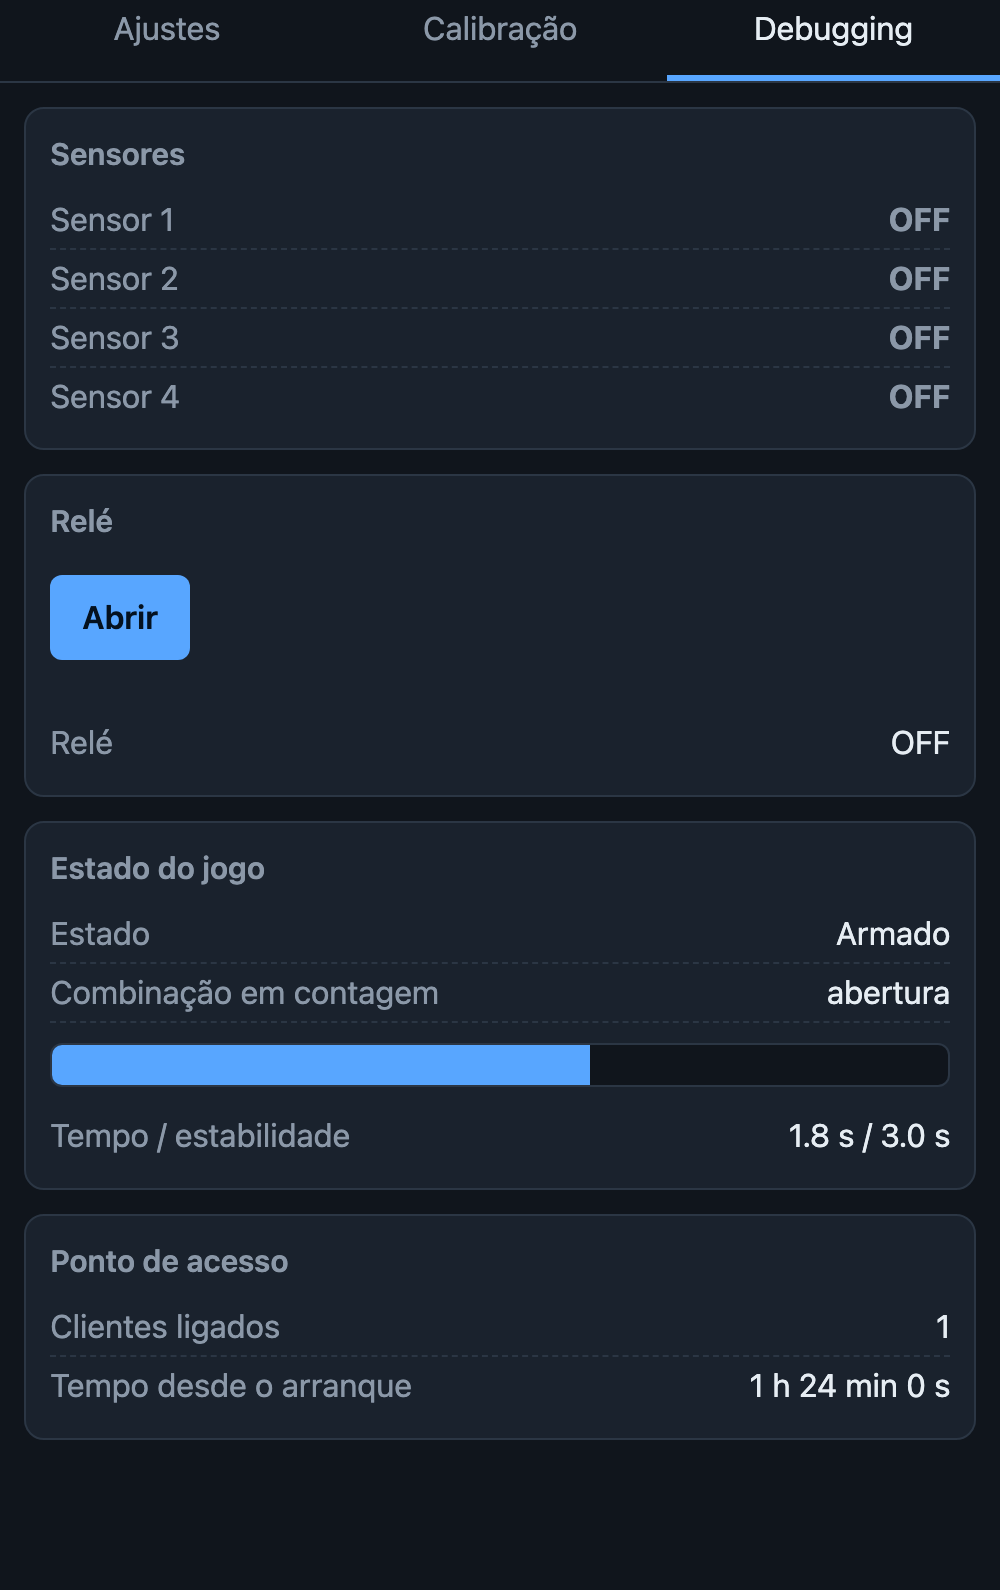 Ajustes Calibração Debugging
Sensores
Sensor 1 OFF
Sensor 2 OFF
Sensor 3 OFF
Sensor 4 OFF
Relé
Abrir
Relé OFF
Estado do jogo
Estado Armado
Combinação em contagem abertura
Tempo / estabilidade 1.8 s / 3.0 s
Ponto de acesso
Clientes ligados 1
Tempo desde o arranque 1 h 24 min 0 s